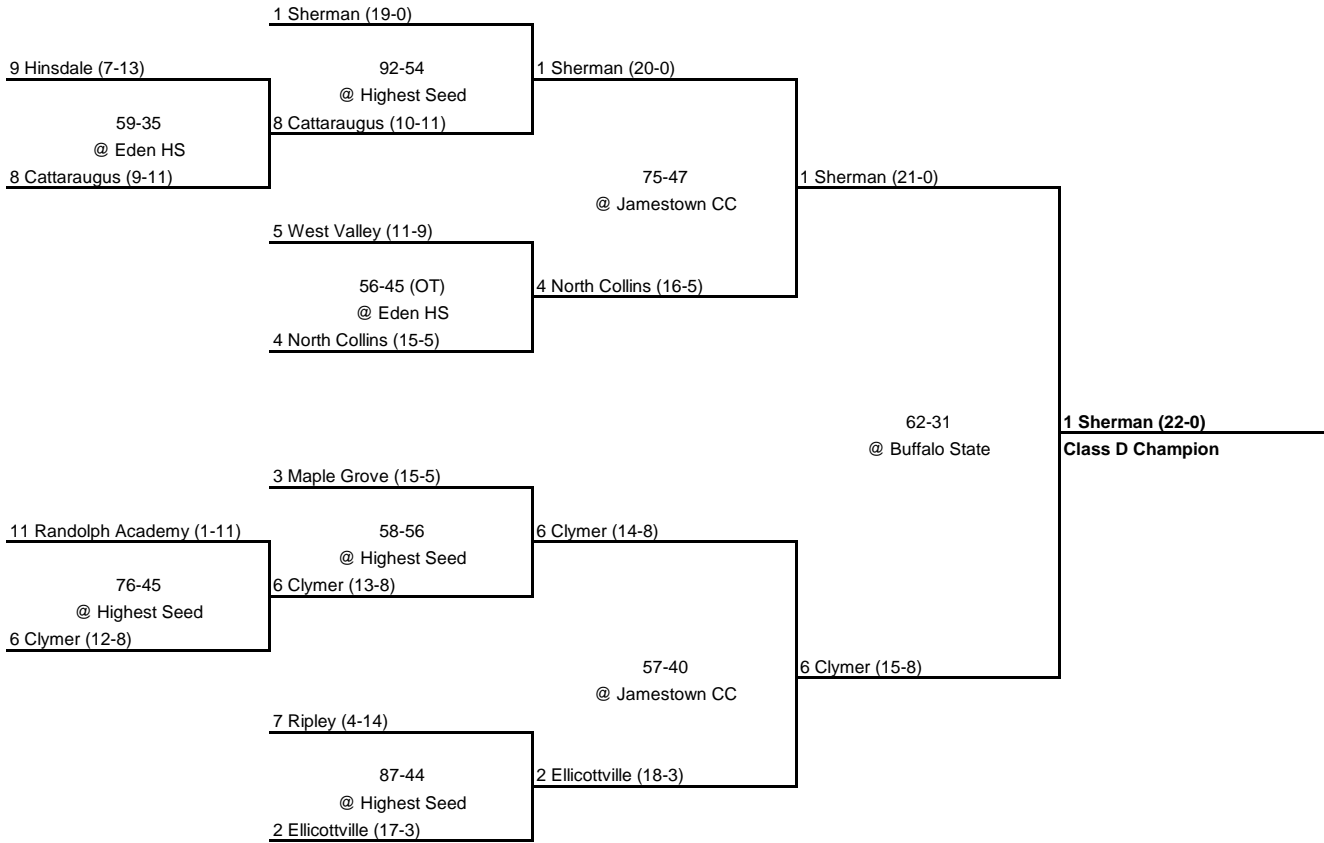 1 Sherman (19-0)
9 Hinsdale (7-13)
92-54
1 Sherman (20-0)
@ Highest Seed
59-35
8 Cattaraugus (10-11)
@ Eden HS
8 Cattaraugus (9-11)
75-47
1 Sherman (21-0)
@ Jamestown CC
5 West Valley (11-9)
56-45 (OT)
4 North Collins (16-5)
@ Eden HS
4 North Collins (15-5)
62-31
1 Sherman (22-0)
@ Buffalo State
Class D Champion
3 Maple Grove (15-5)
11 Randolph Academy (1-11)
58-56
6 Clymer (14-8)
@ Highest Seed
76-45
6 Clymer (13-8)
@ Highest Seed
6 Clymer (12-8)
57-40
6 Clymer (15-8)
@ Jamestown CC
7 Ripley (4-14)
87-44
2 Ellicottville (18-3)
@ Highest Seed
2 Ellicottville (17-3)